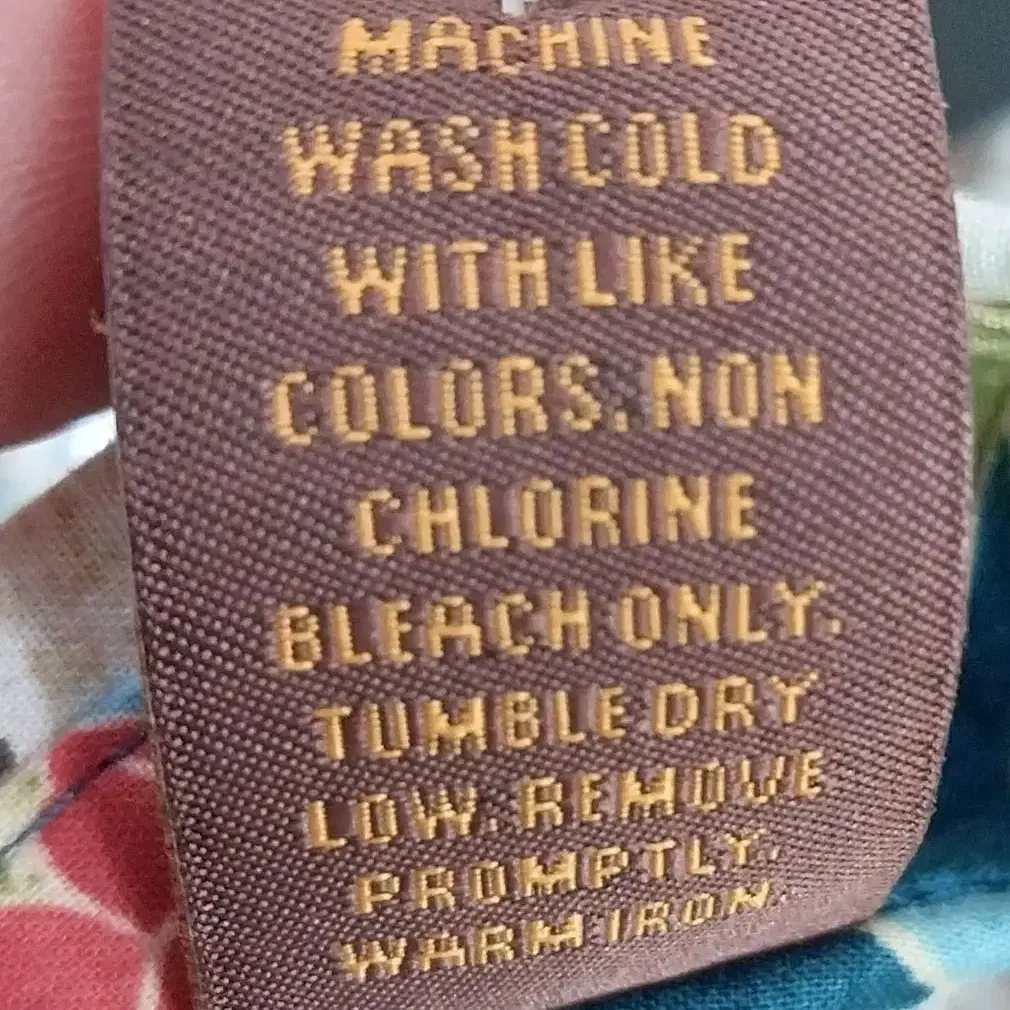 MACHINE
WASH COLD
WITH LIKE
COLORS. NON
CHLORINE
BLEACH ONLY.
TUMBLE DRY
LOW. REMOVE
PROMPTLY.
WARM IRON.